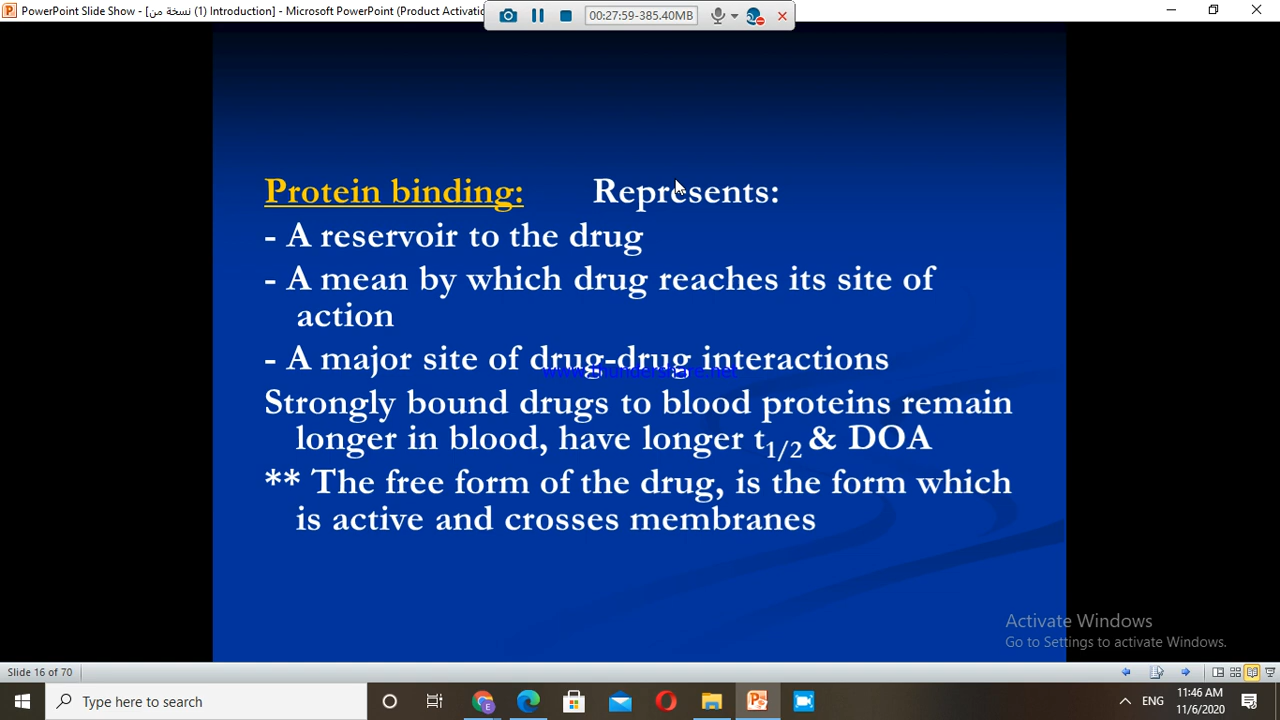 PowerPoint Slide Show - [نسخة من (1) Introduction] - Microsoft PowerPoint (Product Activatio
00:27:59-385.40MB
Protein binding: Represents:
- A reservoir to the drug
- A mean by which drug reaches its site of
action
- A major site of drug-drug interactions
www.thundershare.net
Strongly bound drugs to blood proteins remain
longer in blood, have longer t1/2 & DOA
** The free form of the drug, is the form which
is active and crosses membranes
Activate Windows
Go to Settings to activate Windows.
Slide 16 of 70
Type here to search
ENG
11:46 AM
11/6/2020